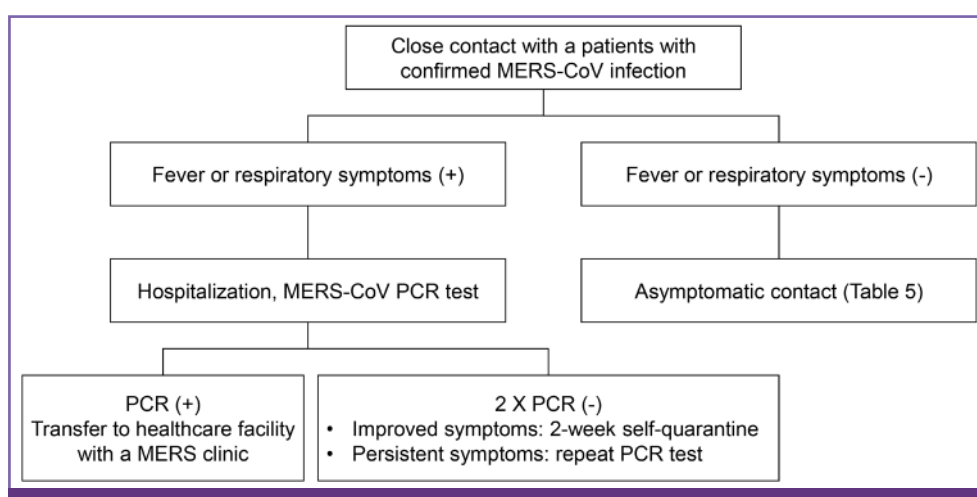 Close contact with a patients with
confirmed MERS-CoV infection
Fever or respiratory symptoms (+)
Fever or respiratory symptoms (-)
Hospitalization, MERS-CoV PCR test
Asymptomatic contact (Table 5)
PCR (+)
Transfer to healthcare facility
with a MERS clinic
2 X PCR (-)
• Improved symptoms: 2-week self-quarantine
• Persistent symptoms: repeat PCR test